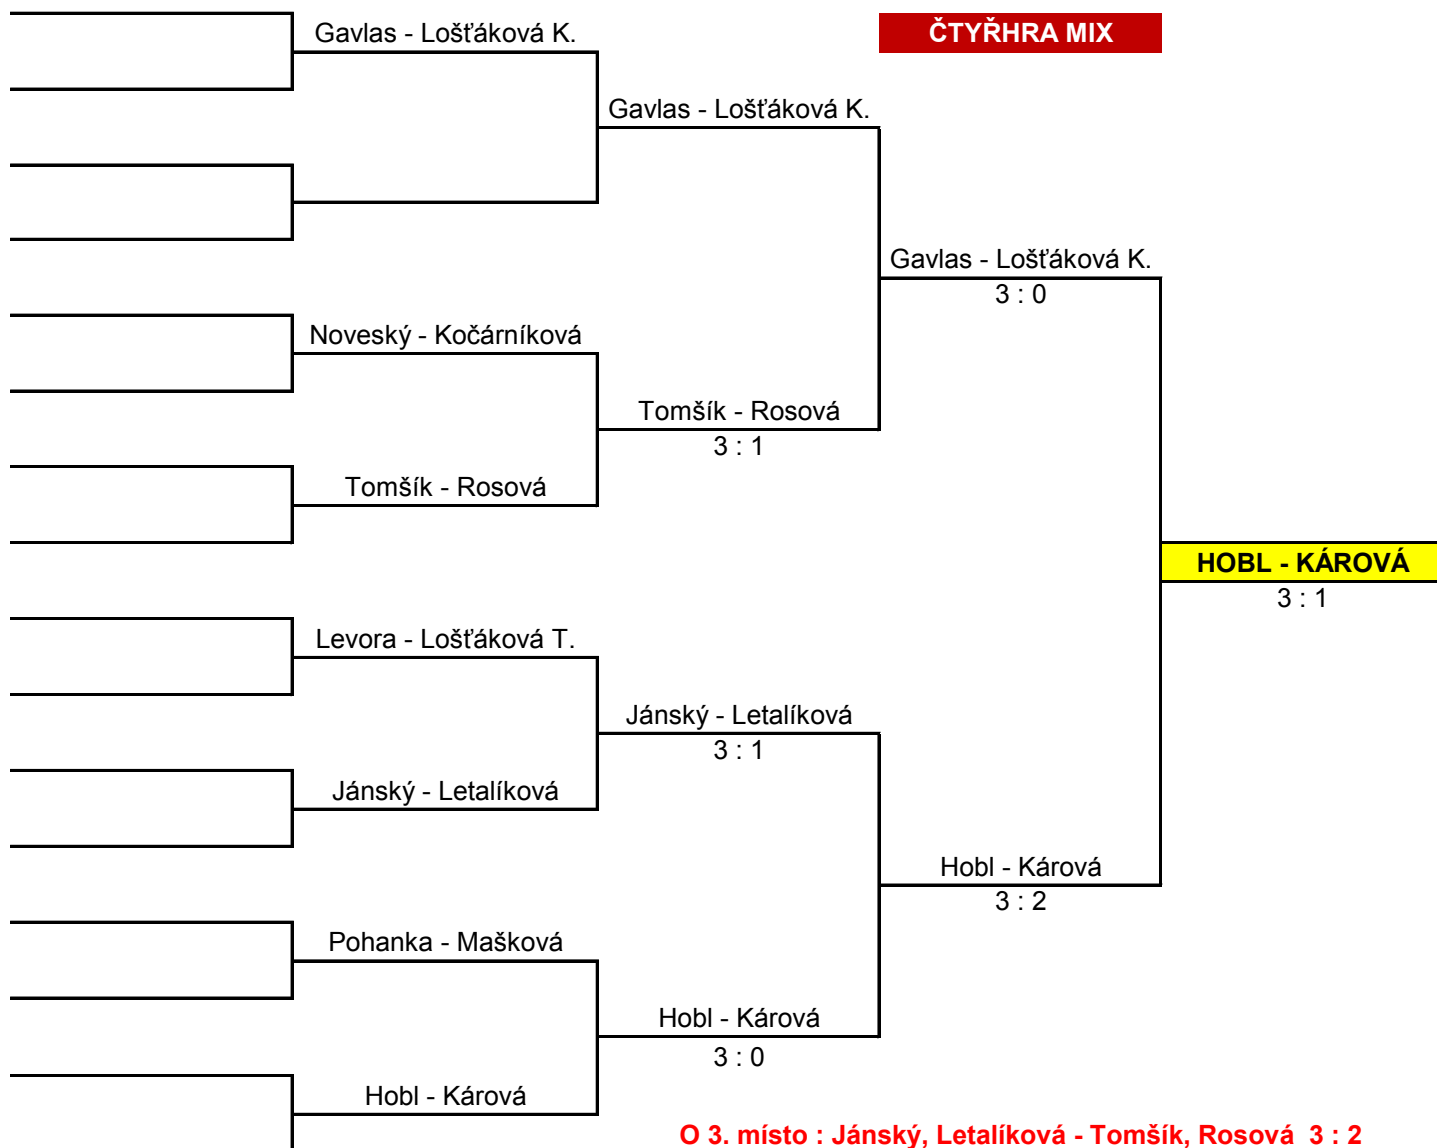 Gavlas - Lošťáková K.
ČTYŘHRA MIX
Gavlas - Lošťáková K.
Gavlas - Lošťáková K.
3 : 0
Noveský - Kočárníková
Tomšík - Rosová
3 : 1
Tomšík - Rosová
HOBL - KÁROVÁ
3 : 1
Levora - Lošťáková T.
Jánský - Letalíková
3 : 1
Jánský - Letalíková
Hobl - Kárová
3 : 2
Pohanka - Mašková
Hobl - Kárová
3 : 0
Hobl - Kárová
O 3. místo : Jánský, Letalíková - Tomšík, Rosová 3 : 2